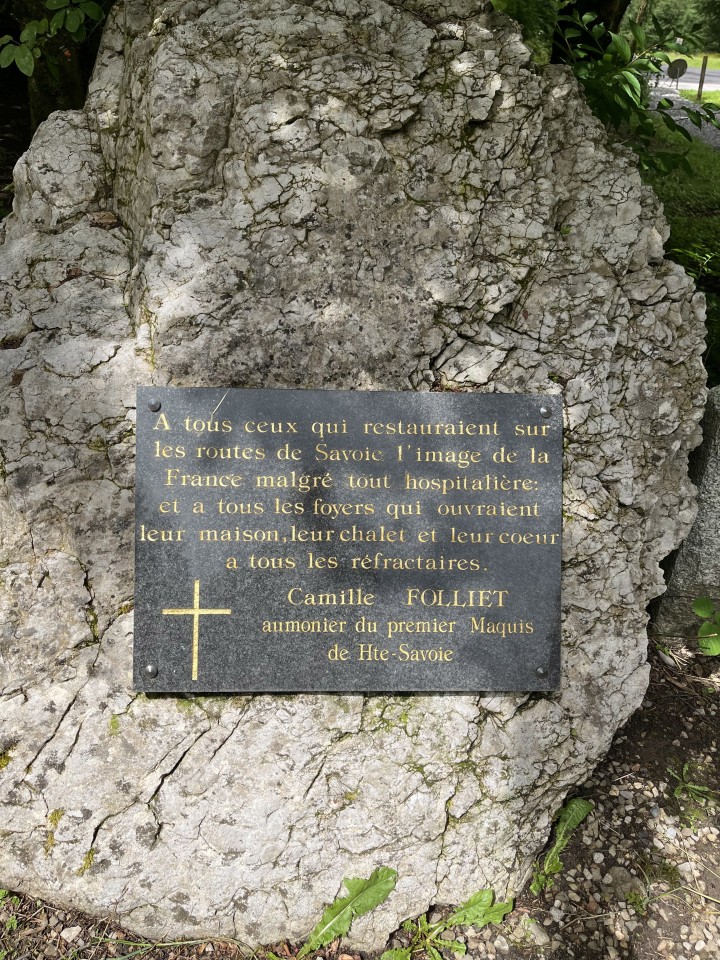 A tous ceux qui restauraient sur
les routes de Savoie l'image de la
France malgré tout hospitalière:
et a tous les foyers qui ouvraient
leur maison, leur chalet et leur coeur
a tous les réfractaires.
Camille FOLLIET
aumonier du premier Maquis
de Hte-Savoie